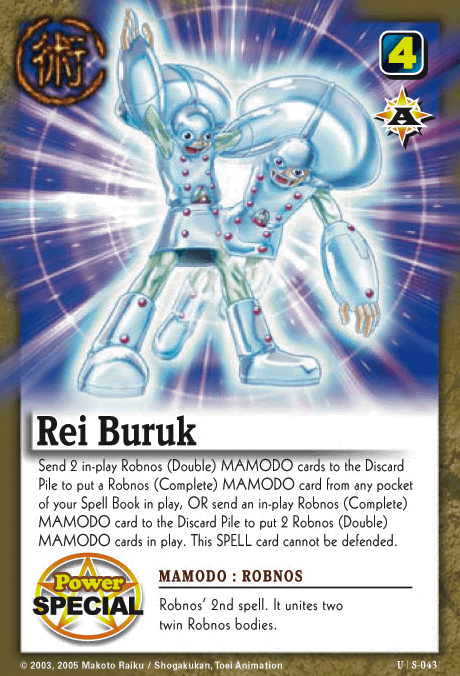 術
4
A
Rei Buruk
Send 2 in-play Robnos (Double) MAMODO cards to the Discard
Pile to put a Robnos (Complete) MAMODO card from any pocket
of your Spell Book in play, OR send an in-play Robnos (Complete)
MAMODO card to the Discard Pile to put 2 Robnos (Double)
MAMODO cards in play. This SPELL card cannot be defended.
Power
SPECIAL
MAMODO : ROBNOS
Robnos' 2nd spell. It unites two
twin Robnos bodies.
© 2003, 2005 Makoto Raiku / Shogakukan, Toei Animation
U | S-043